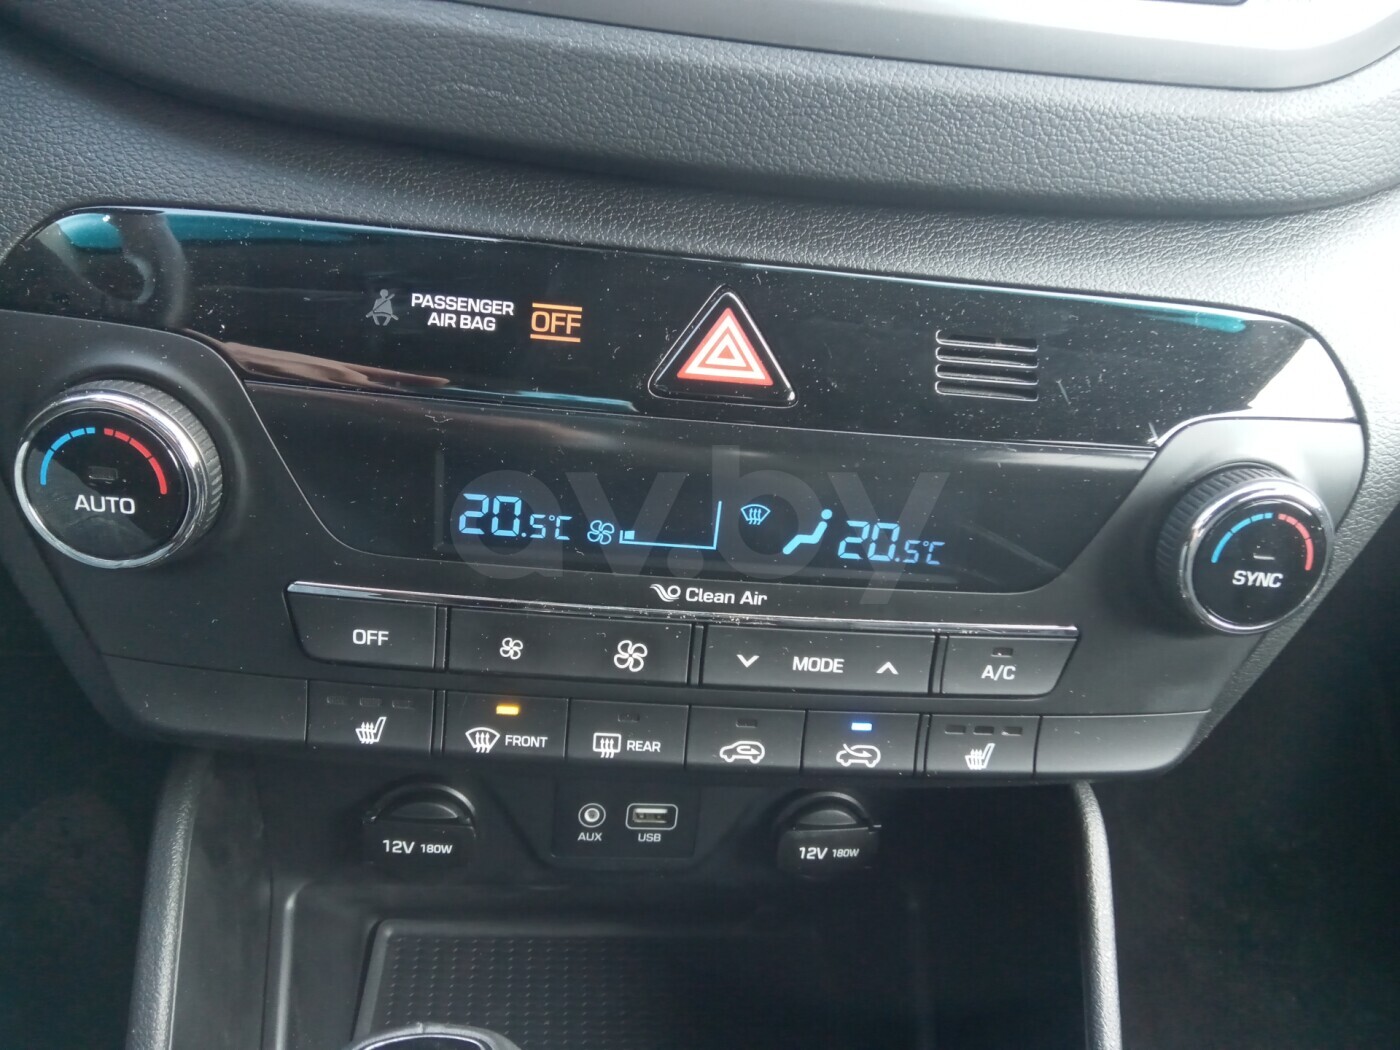 PASSENGER
AIR BAG
OFF
AUTO
20.5°C
20.5°C
SYNC
Clean Air
OFF
MODE
A/C
FRONT
REAR
12V 180W
AUX
USB
12V 180W
av.by